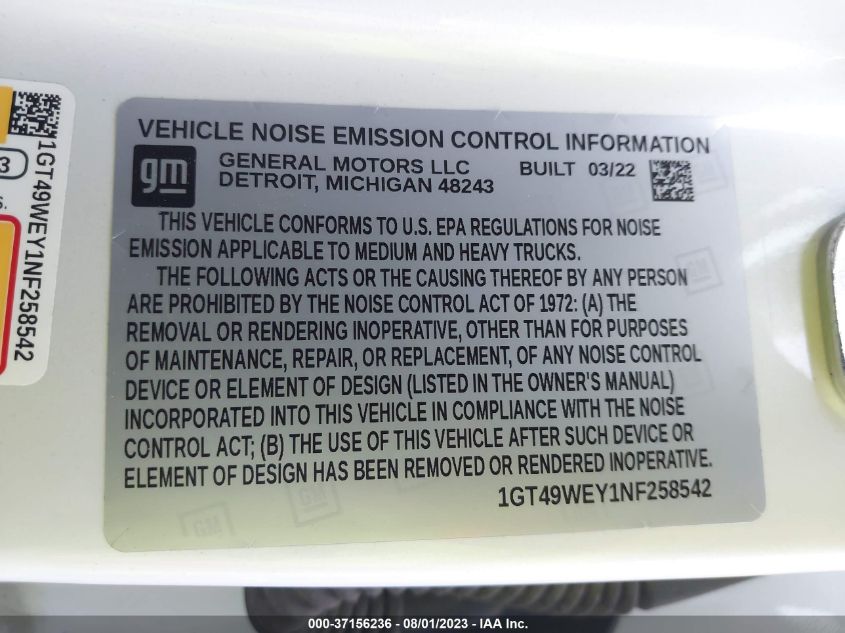 VEHICLE NOISE EMISSION CONTROL INFORMATION
gm
GENERAL MOTORS LLC
DETROIT, MICHIGAN 48243
BUILT 03/22
THIS VEHICLE CONFORMS TO U.S. EPA REGULATIONS FOR NOISE
EMISSION APPLICABLE TO MEDIUM AND HEAVY TRUCKS.
THE FOLLOWING ACTS OR THE CAUSING THEREOF BY ANY PERSON
ARE PROHIBITED BY THE NOISE CONTROL ACT OF 1972: (A) THE
REMOVAL OR RENDERING INOPERATIVE, OTHER THAN FOR PURPOSES
OF MAINTENANCE, REPAIR, OR REPLACEMENT, OF ANY NOISE CONTROL
DEVICE OR ELEMENT OF DESIGN (LISTED IN THE OWNER'S MANUAL)
INCORPORATED INTO THIS VEHICLE IN COMPLIANCE WITH THE NOISE
CONTROL ACT; (B) THE USE OF THIS VEHICLE AFTER SUCH DEVICE OR
ELEMENT OF DESIGN HAS BEEN REMOVED OR RENDERED INOPERATIVE.
1GT49WEY1NF258542
1GT49WEY1NF258542
3
S.
000-37156236 - 08/01/2023 - Copyright © IAA, Inc.